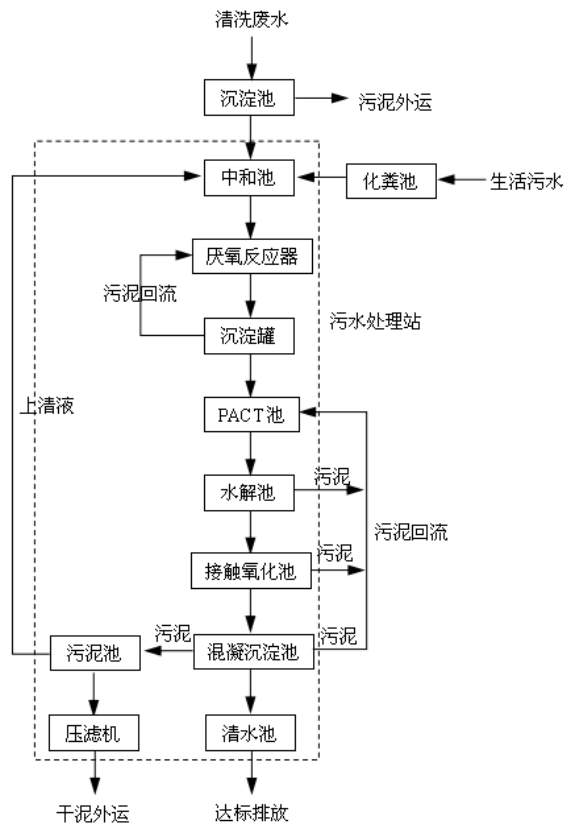 清洗废水
沉淀池
污泥外运
中和池
化粪池
生活污水
厌氧反应器
污泥回流
沉淀罐
污水处理站
上清液
PACT池
水解池
污泥
污泥回流
接触氧化池
污泥
污泥池
污泥
混凝沉淀池
污泥
压滤机
清水池
干泥外运
达标排放